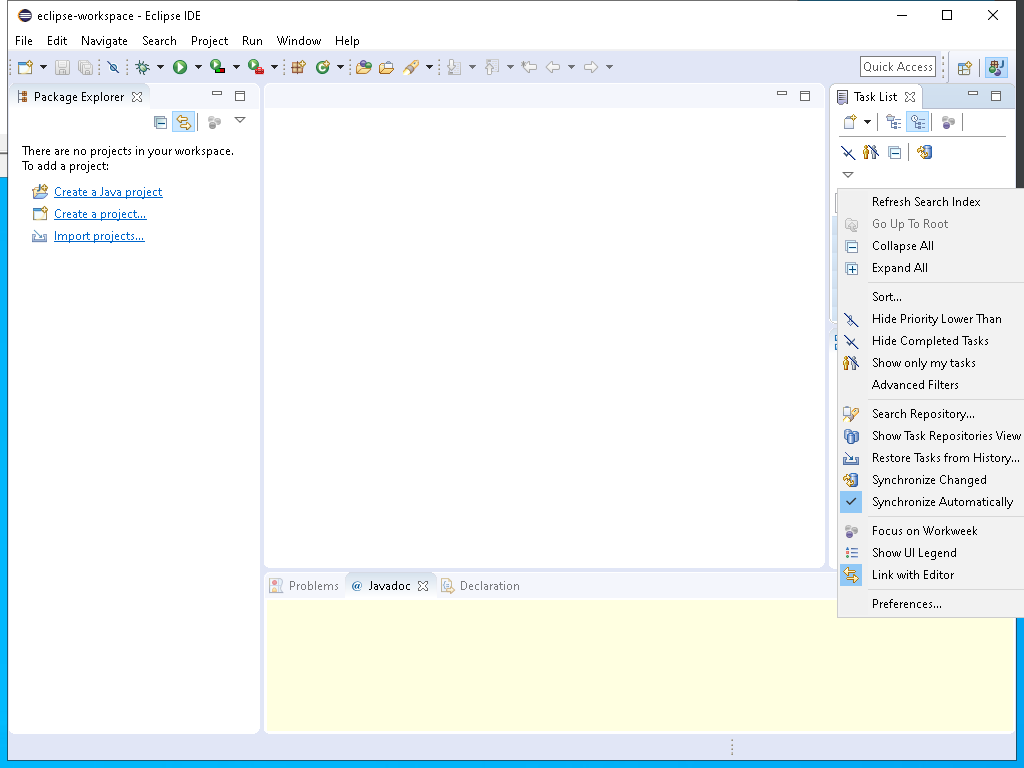 eclipse-workspace - Eclipse IDE
File Edit Navigate Search Project Run Window Help
Quick Access
Package Explorer
There are no projects in your workspace.
To add a project:
Create a Java project
Create a project...
Import projects...
Task List
Refresh Search Index
Go Up To Root
Collapse All
Expand All
Sort...
Hide Priority Lower Than
Hide Completed Tasks
Show only my tasks
Advanced Filters
Search Repository...
Show Task Repositories View
Restore Tasks from History...
Synchronize Changed
Synchronize Automatically
Focus on Workweek
Show UI Legend
Link with Editor
Preferences...
Problems @ Javadoc Declaration